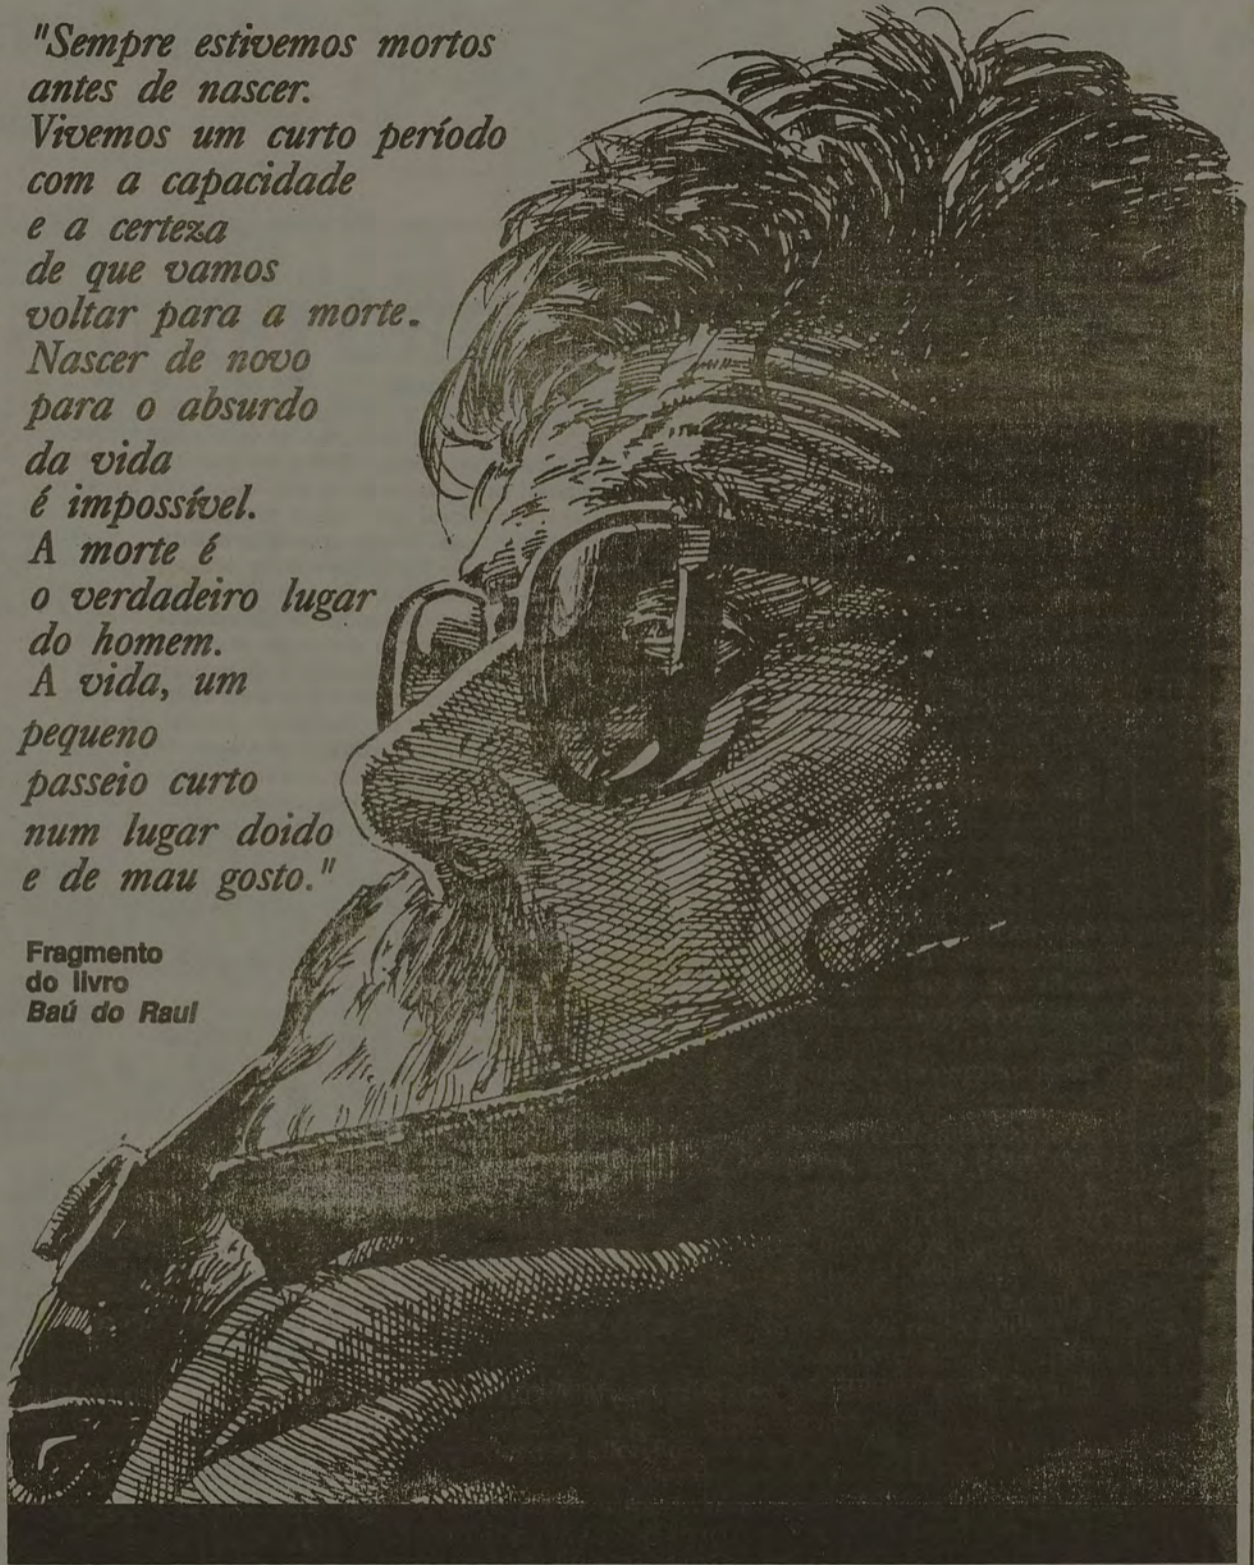 "Sempre estivemos mortos
antes de nascer.
Vivemos um curto período
com a capacidade
e a certeza
de que vamos
voltar para a morte.
Nascer de novo
para o absurdo
da vida
é impossível.
A morte é
o verdadeiro lugar
do homem.
A vida, um
pequeno
passeio curto
num lugar doido
e de mau gosto."
Fragmento
do livro
Baú do Raul